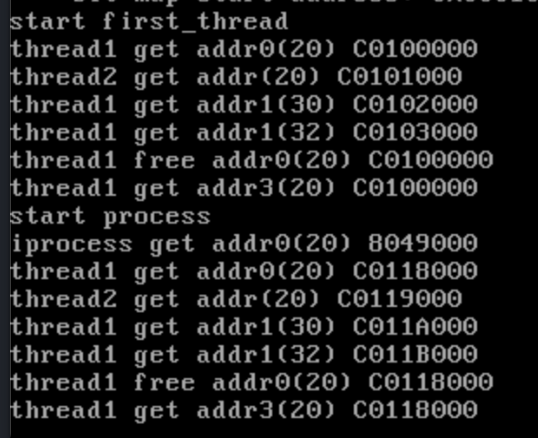 start first_thread
thread1 get addr0(20) C0100000
thread2 get addr(20) C0101000
thread1 get addr1(30) C0102000
thread1 get addr1(32) C0103000
thread1 free addr0(20) C0100000
thread1 get addr3(20) C0100000
start process
iprocess get addr0(20) 8049000
thread1 get addr0(20) C0118000
thread2 get addr(20) C0119000
thread1 get addr1(30) C011A000
thread1 get addr1(32) C011B000
thread1 free addr0(20) C0118000
thread1 get addr3(20) C0118000